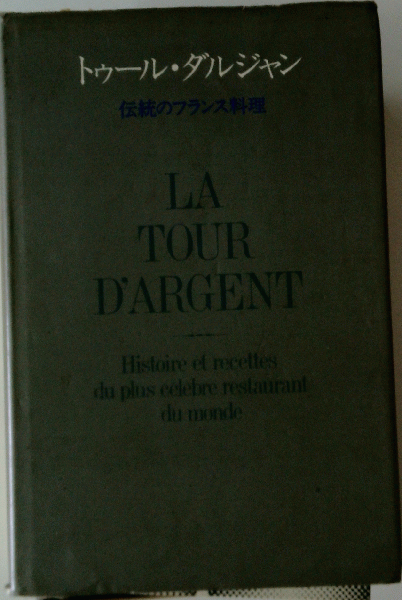 トゥール・ダルジャン
伝統のフランス料理
LA
TOUR
D'ARGENT
Histoire et recettes
du plus célèbre restaurant
du monde